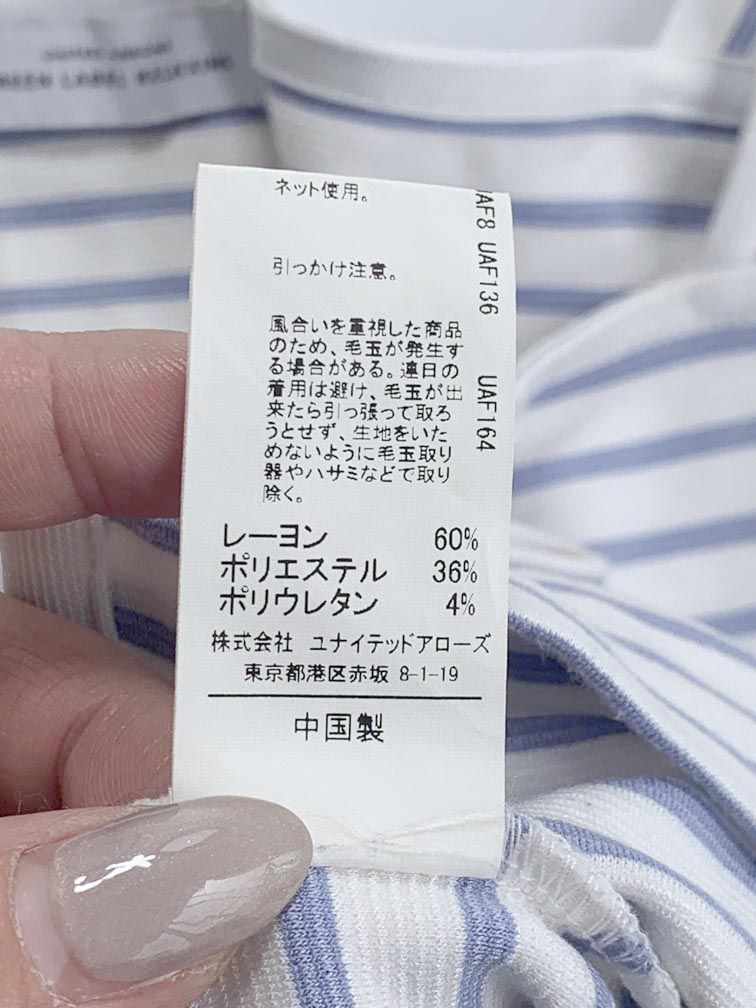 GREEN LABEL RELAXING
ネット使用。
引っかけ注意。
風合いを重視した商品
のため、毛玉が発生す
る場合がある。連日の
着用は避け、毛玉が出
来たら引っ張って取ろ
うとせず、生地をいた
めないように毛玉取り
器やハサミなどで取り
除く。
レーヨン 60%
ポリエステル 36%
ポリウレタン 4%
株式会社 ユナイテッドアローズ
東京都港区赤坂 8-1-19
中国製
UAF136 UAF164